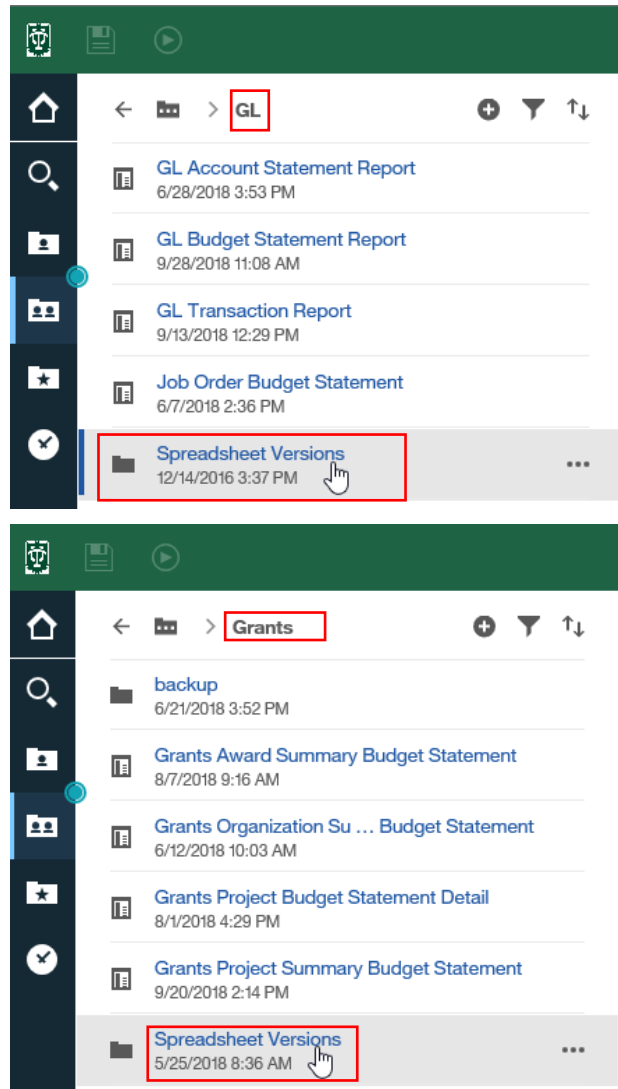 GL
GL Account Statement Report
6/28/2018 3:53 PM
GL Budget Statement Report
9/28/2018 11:08 AM
GL Transaction Report
9/13/2018 12:29 PM
Job Order Budget Statement
6/7/2018 2:36 PM
Spreadsheet Versions
12/14/2016 3:37 PM
Grants
backup
6/21/2018 3:52 PM
Grants Award Summary Budget Statement
8/7/2018 9:16 AM
Grants Organization Su … Budget Statement
6/12/2018 10:03 AM
Grants Project Budget Statement Detail
8/1/2018 4:29 PM
Grants Project Summary Budget Statement
9/20/2018 2:14 PM
Spreadsheet Versions
5/25/2018 8:36 AM